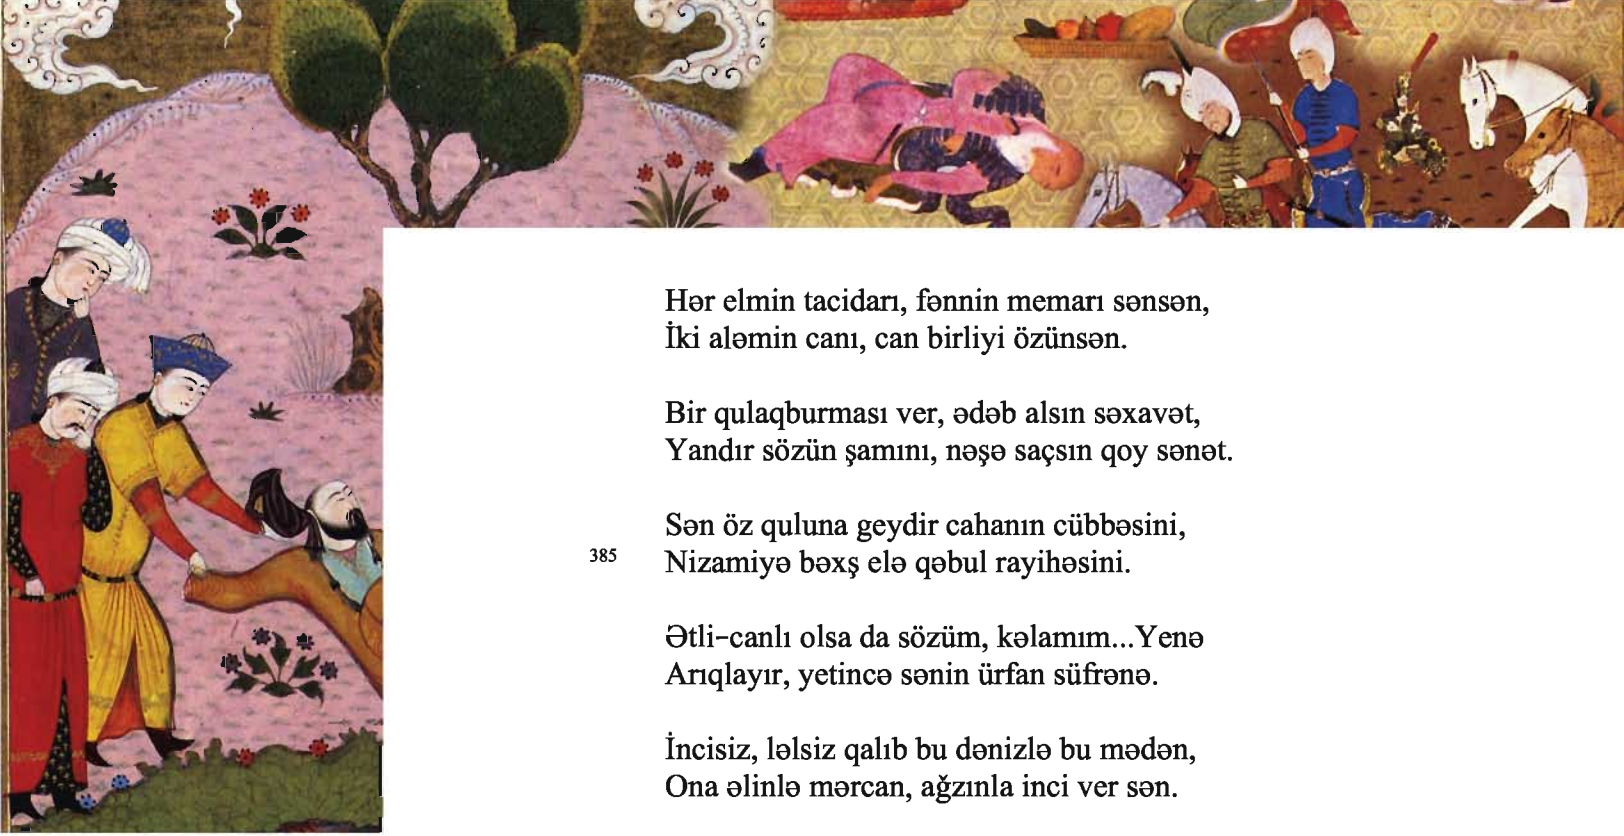 Hər elmin tacidarı, fənnin memarı sənsən,
İki aləmin canı, can birliyi özünsən.
Bir qulaqburması ver, ədəb alsın səxavət,
Yandır sözün şamını, nəşə saçsın qoy sənət.
Sən öz quluna geydir cahanın cübbəsini,
385 Nizamiyə bəxş elə qəbul rayihəsini.
Ətli-canlı olsa da sözüm, kəlamım...Yenə
Arıqlayır, yetincə sənin ürfan süfrənə.
İncisiz, ləlsiz qalıb bu dənizlə bu mədən,
Ona əlinlə mərcan, ağzınla inci ver sən.